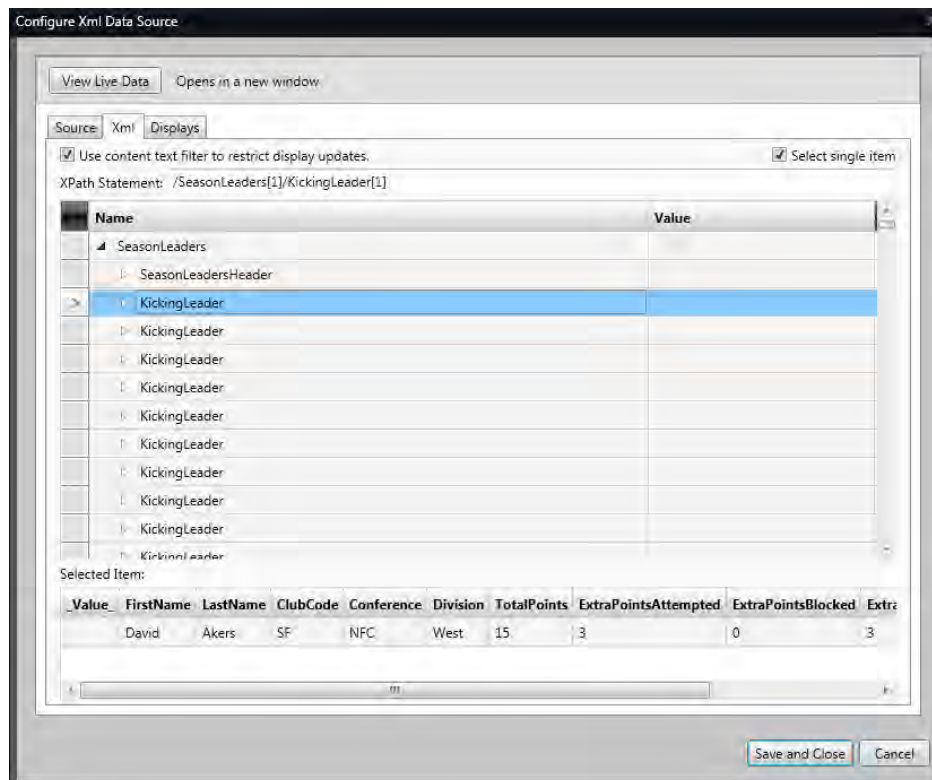 Configure Xml Data Source
View Live Data Opens in a new window
Source Xml Displays
Use content text filter to restrict display updates. Select single item
XPath Statement: /SeasonLeaders[1]/KickingLeader[1]
Name Value
SeasonLeaders
SeasonLeadersHeader
> KickingLeader
KickingLeader
KickingLeader
KickingLeader
KickingLeader
KickingLeader
KickingLeader
KickingLeader
KickingLeader
KickingLeader
Selected Item:
_Value_ FirstName LastName ClubCode Conference Division TotalPoints ExtraPointsAttempted ExtraPointsBlocked Extra
David Akers SF NFC West 15 3 0 3
Save and Close Cancel